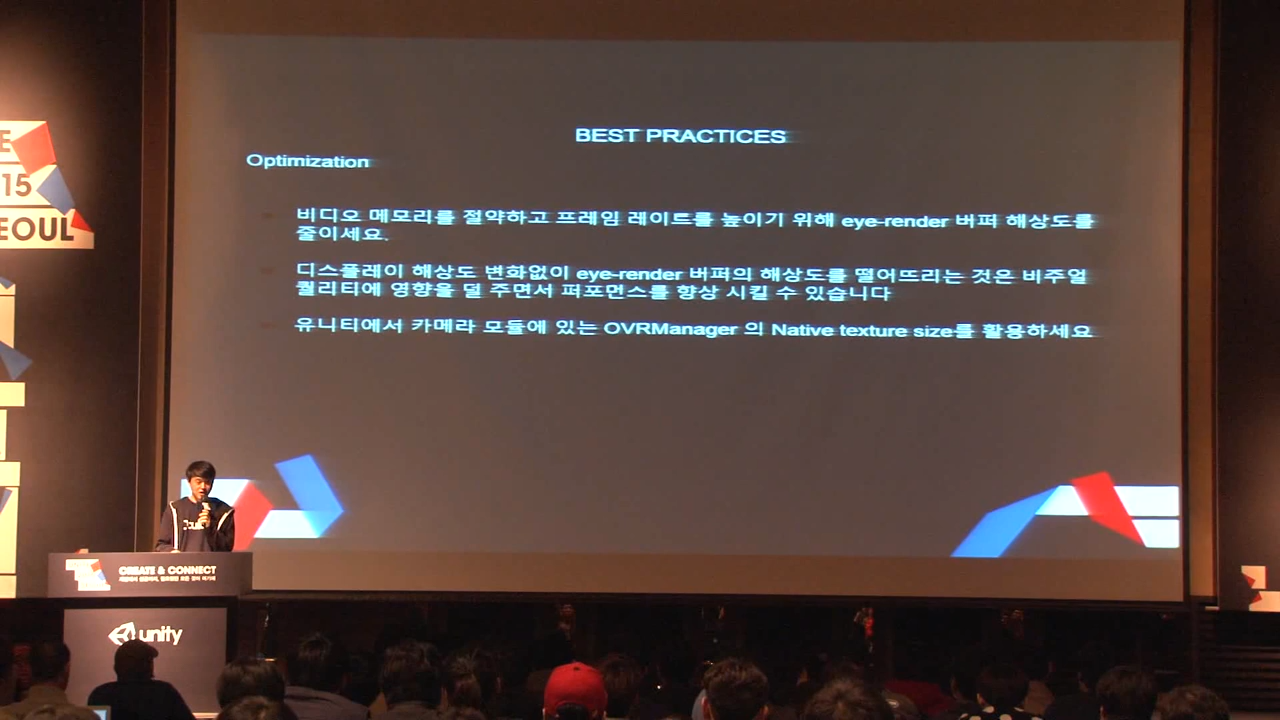 BEST PRACTICES
Optimization
비디오 메모리를 절약하고 프레임 레이트를 높이기 위해 eye-render 버퍼 해상도를
줄이세요.
디스플레이 해상도 변화없이 eye-render 버퍼의 해상도를 떨어뜨리는 것은 비주얼
퀄리티에 영향을 덜 주면서 퍼포먼스를 향상 시킬 수 있습니다
유니티에서 카메라 모듈에 있는 OVRManager 의 Native texture size를 활용하세요
E
15
EOUL
CREATE & CONNECT
unity